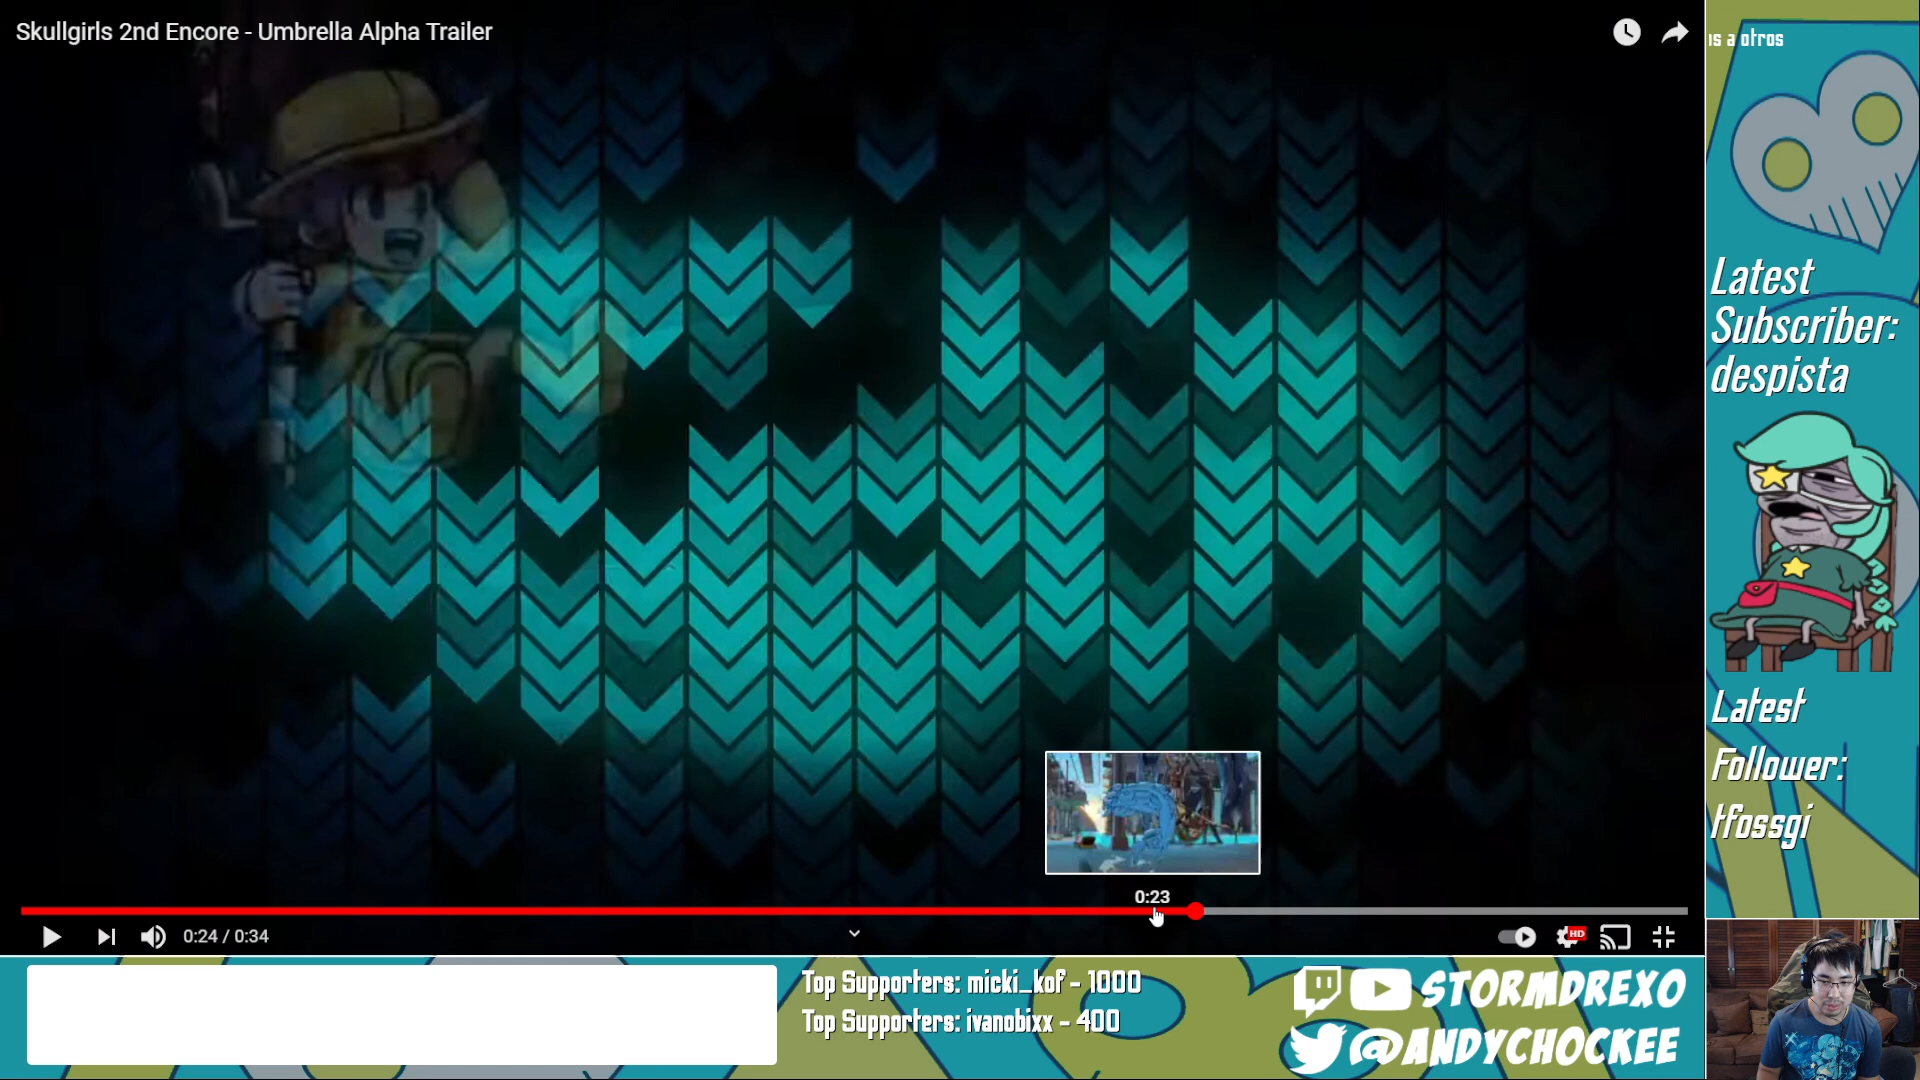 Skullgirls 2nd Encore - Umbrella Alpha Trailer
is a otros
Latest
Subscriber:
despista
Latest
Follower:
tfossgi
0:23
0:24 / 0:34
HD
Top Supporters: micki_kof - 1000
Top Supporters: ivanobixx - 400
STORMDREXO
@ANDYCHOCKEE